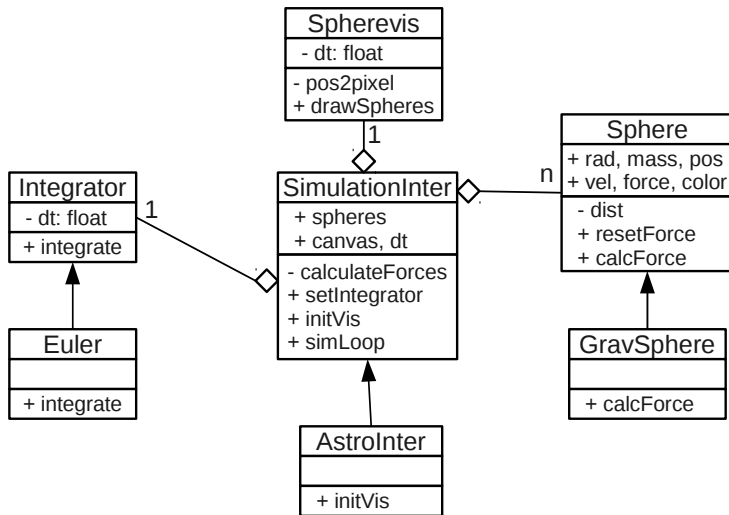 Spherevis
- dt: float
- pos2pixel
+ drawSpheres
1
Sphere
+ rad, mass, pos
+ vel, force, color
- dist
+ resetForce
+ calcForce
n
Integrator
- dt: float
+ integrate
1
SimulationInter
+ spheres
+ canvas, dt
- calculateForces
+ setIntegrator
+ initVis
+ simLoop
Euler
+ integrate
GravSphere
+ calcForce
AstroInter
+ initVis